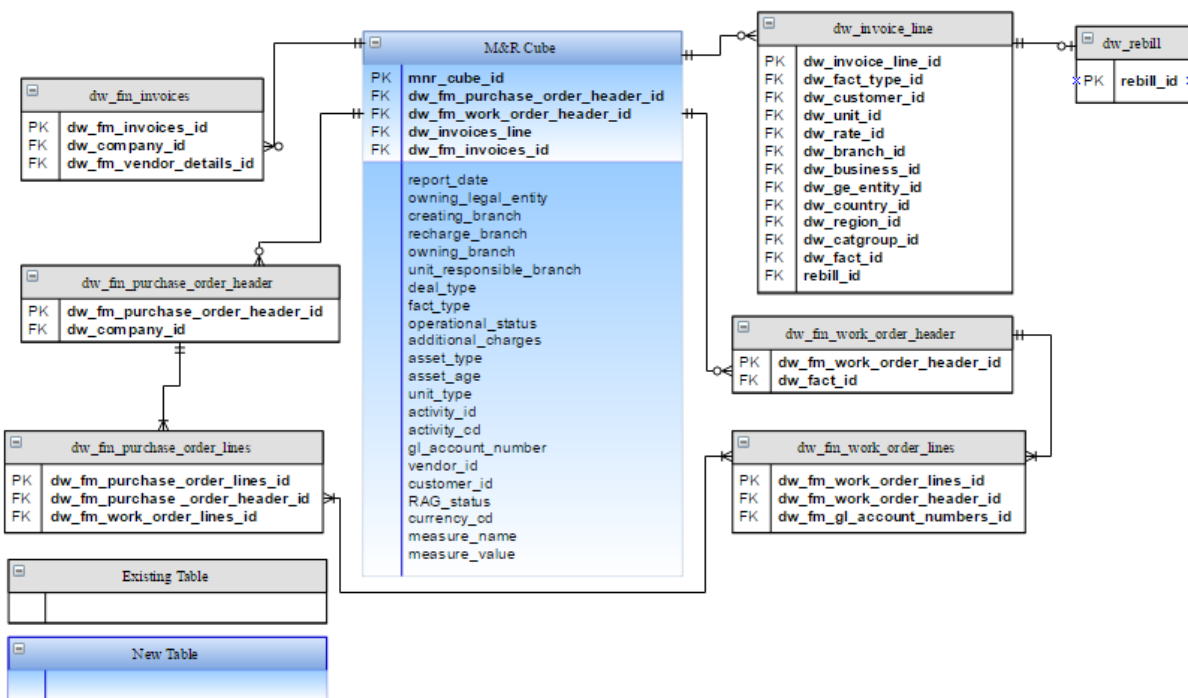 dw_fm_invoices
PK dw_fm_invoices_id
FK dw_company_id
FK dw_fm_vendor_details_id
dw_fm_purchase_order_header
PK dw_fm_purchase_order_header_id
FK dw_company_id
dw_fm_purchase_order_lines
PK dw_fm_purchase_order_lines_id
FK dw_fm_purchase_order_header_id
FK dw_fm_work_order_lines_id
Existing Table
New Table
M&R Cube
PK mnr_cube_id
FK dw_fm_purchase_order_header_id
FK dw_fm_work_order_header_id
FK dw_invoices_line
FK dw_fm_invoices_id
report_date
owning_legal_entity
creating_branch
recharge_branch
owning_branch
unit_responsible_branch
deal_type
fact_type
operational_status
additional_charges
asset_type
asset_age
unit_type
activity_id
activity_cd
gl_account_number
vendor_id
customer_id
RAG_status
currency_cd
measure_name
measure_value
dw_invoice_line
PK dw_invoice_line_id
FK dw_fact_type_id
FK dw_customer_id
FK dw_unit_id
FK dw_rate_id
FK dw_branch_id
FK dw_business_id
FK dw_ge_entity_id
FK dw_country_id
FK dw_region_id
FK dw_catgroup_id
FK dw_fact_id
FK rebill_id
dw_rebill
PK rebill_id
dw_fm_work_order_header
PK dw_fm_work_order_header_id
FK dw_fact_id
dw_fm_work_order_lines
PK dw_fm_work_order_lines_id
FK dw_fm_work_order_header_id
FK dw_fm_gl_account_numbers_id